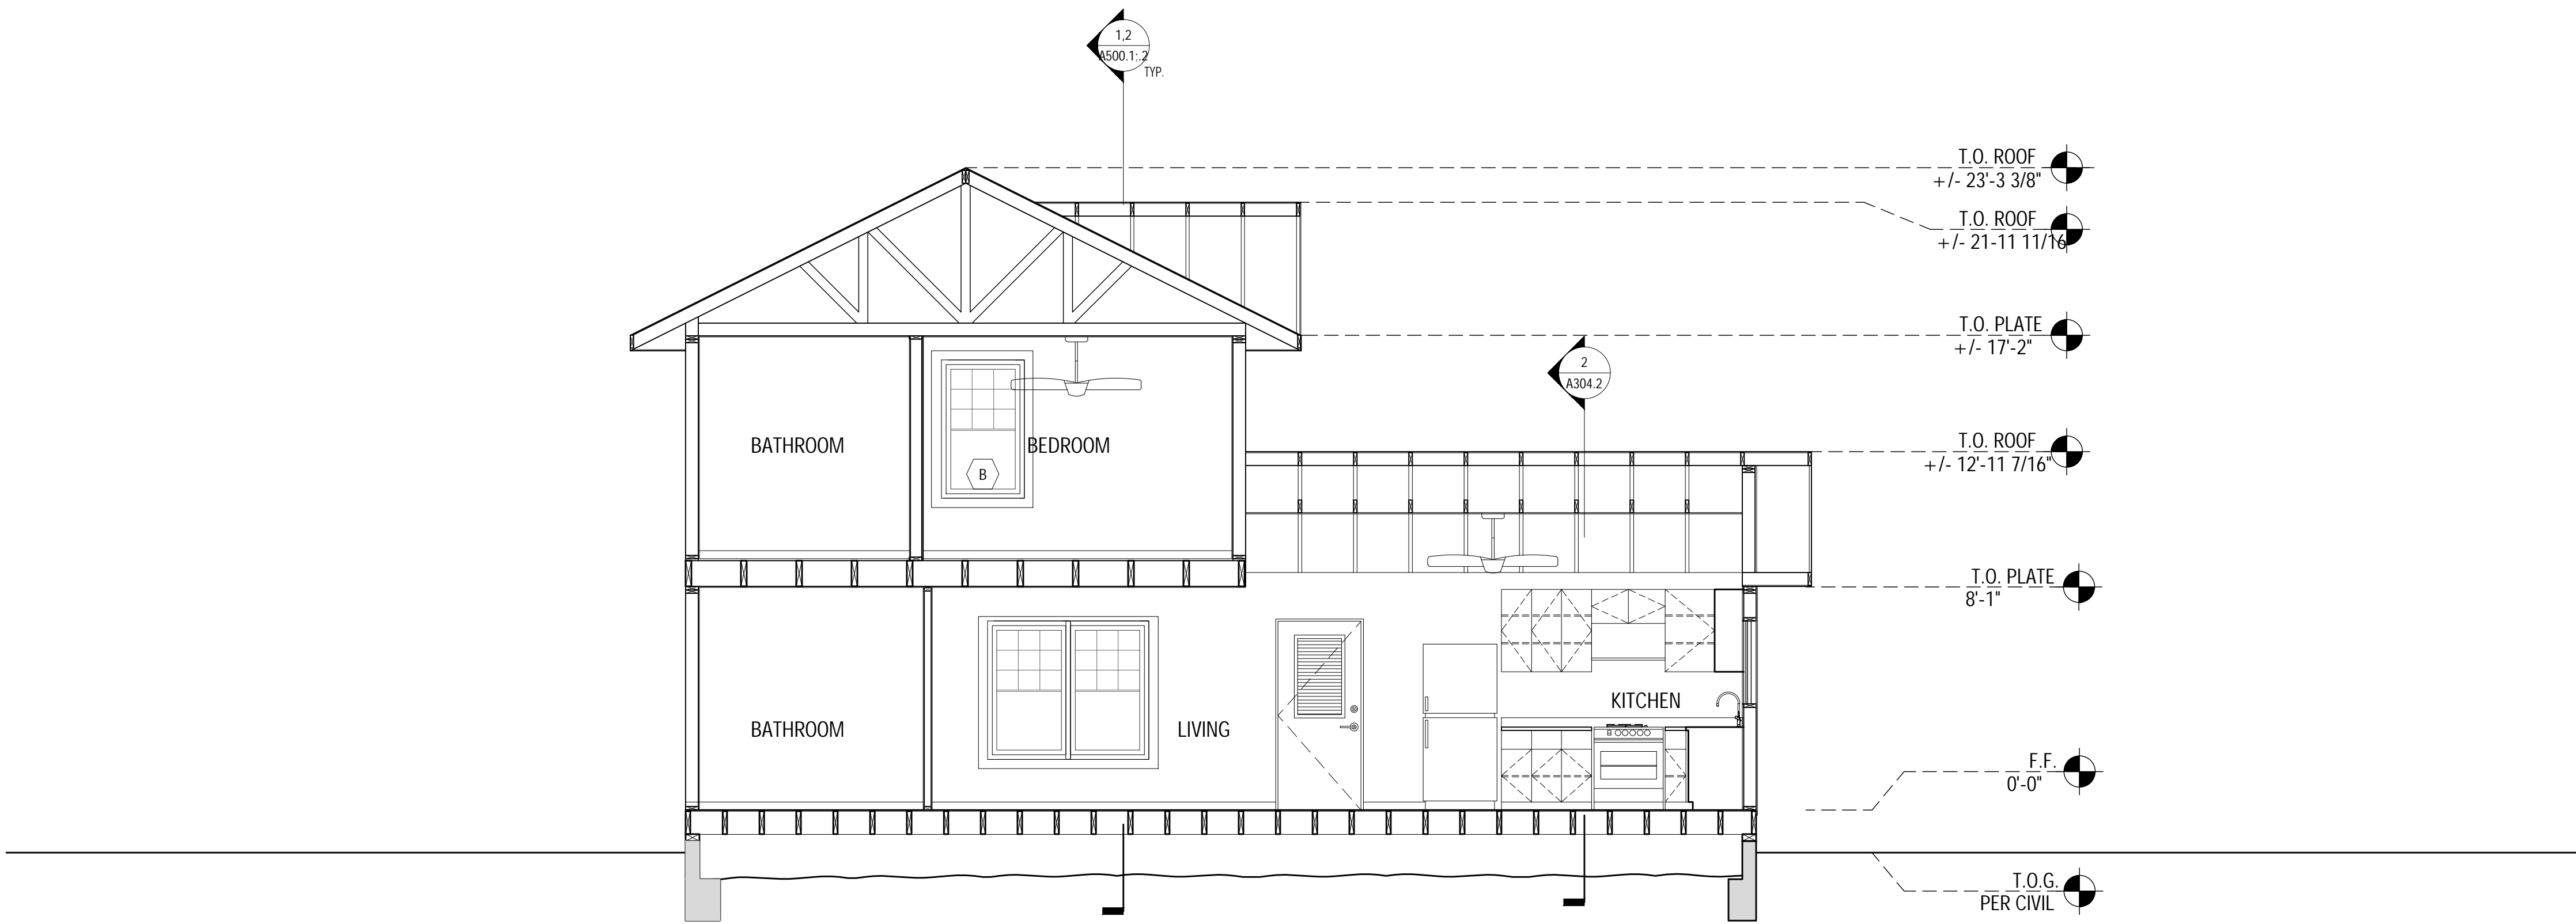 1,2
A500.1;.2
TYP.
T.O. ROOF
+/- 23'-3 3/8"
T.O. ROOF
+/- 21-11 11/16
T.O. PLATE
+/- 17'-2"
2
A304.2
BATHROOM
BEDROOM
B
T.O. ROOF
+/- 12'-11 7/16"
T.O. PLATE
8'-1"
BATHROOM
LIVING
KITCHEN
F.F.
0'-0"
T.O.G.
PER CIVIL